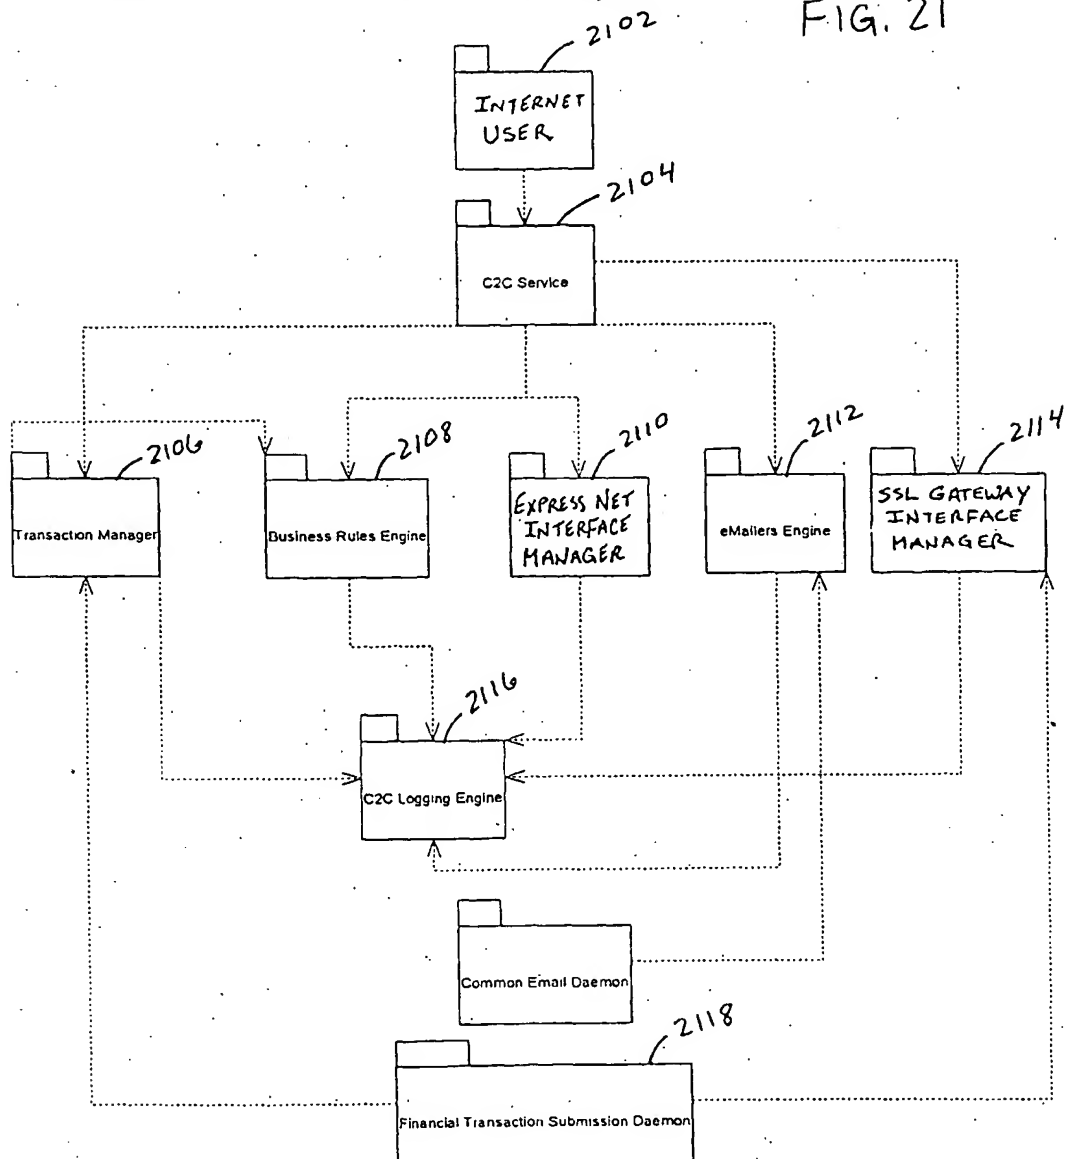 FIG. 21
2102
INTERNET
USER
2104
C2C Service
2106
2108
2110
2112
2114
Transaction Manager
Business Rules Engine
EXPRESS NET
INTERFACE
MANAGER
eMailers Engine
SSL GATEWAY
INTERFACE
MANAGER
2116
C2C Logging Engine
Common Email Daemon
2118
Financial Transaction Submission Daemon